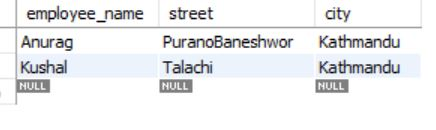 employee_name street city
Anurag PuranoBaneshwor Kathmandu
Kushal Talachi Kathmandu
NULL NULL NULL